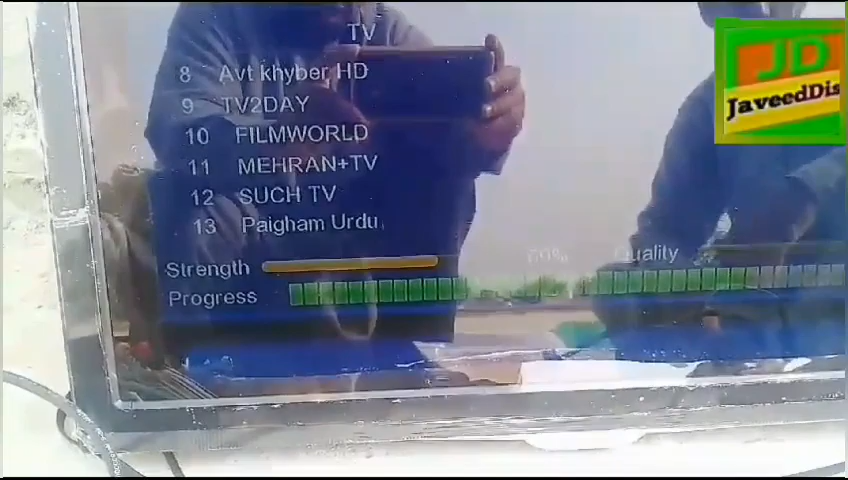 TV
8 Avt khyber HD
9 TV2DAY
10 FILMWORLD
11 MEHRAN+TV
12 SUCH TV
13 Paigham Urdu
Strength Quality
Progress
JD
JaveedDis